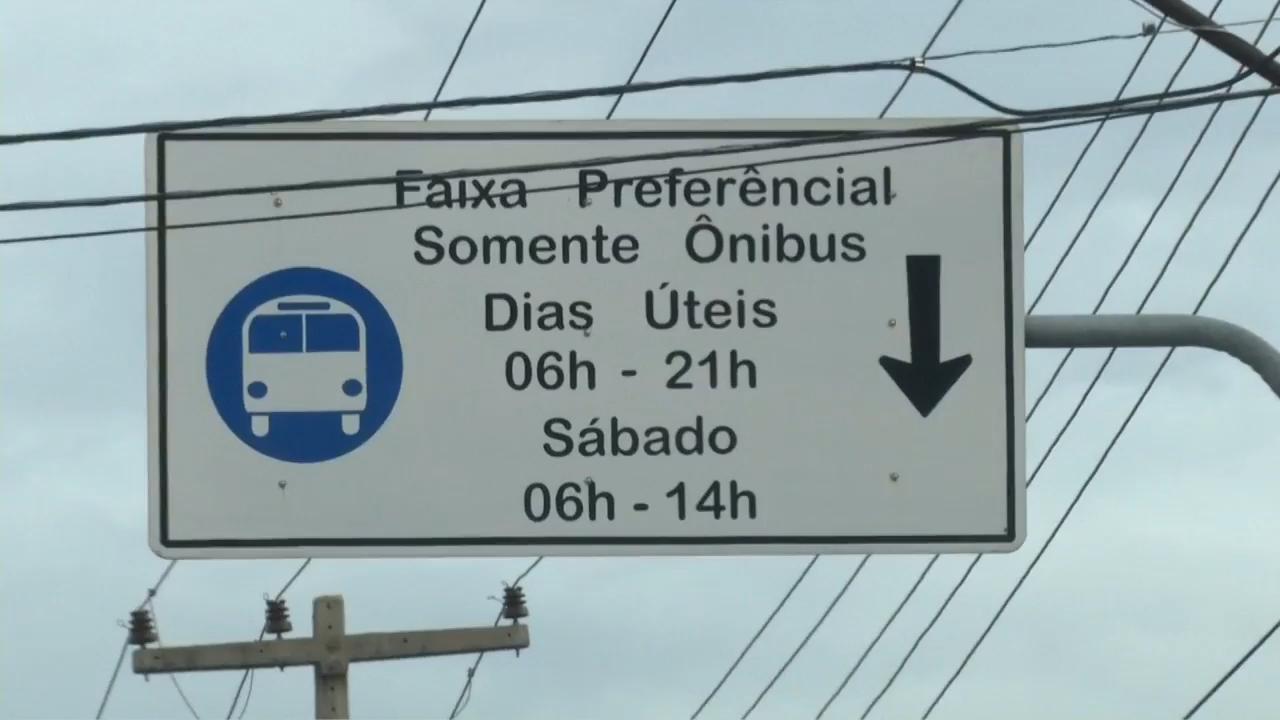 Faixa Preferêncial
Somente Ônibus
Dias Úteis
06h - 21h
Sábado
06h - 14h